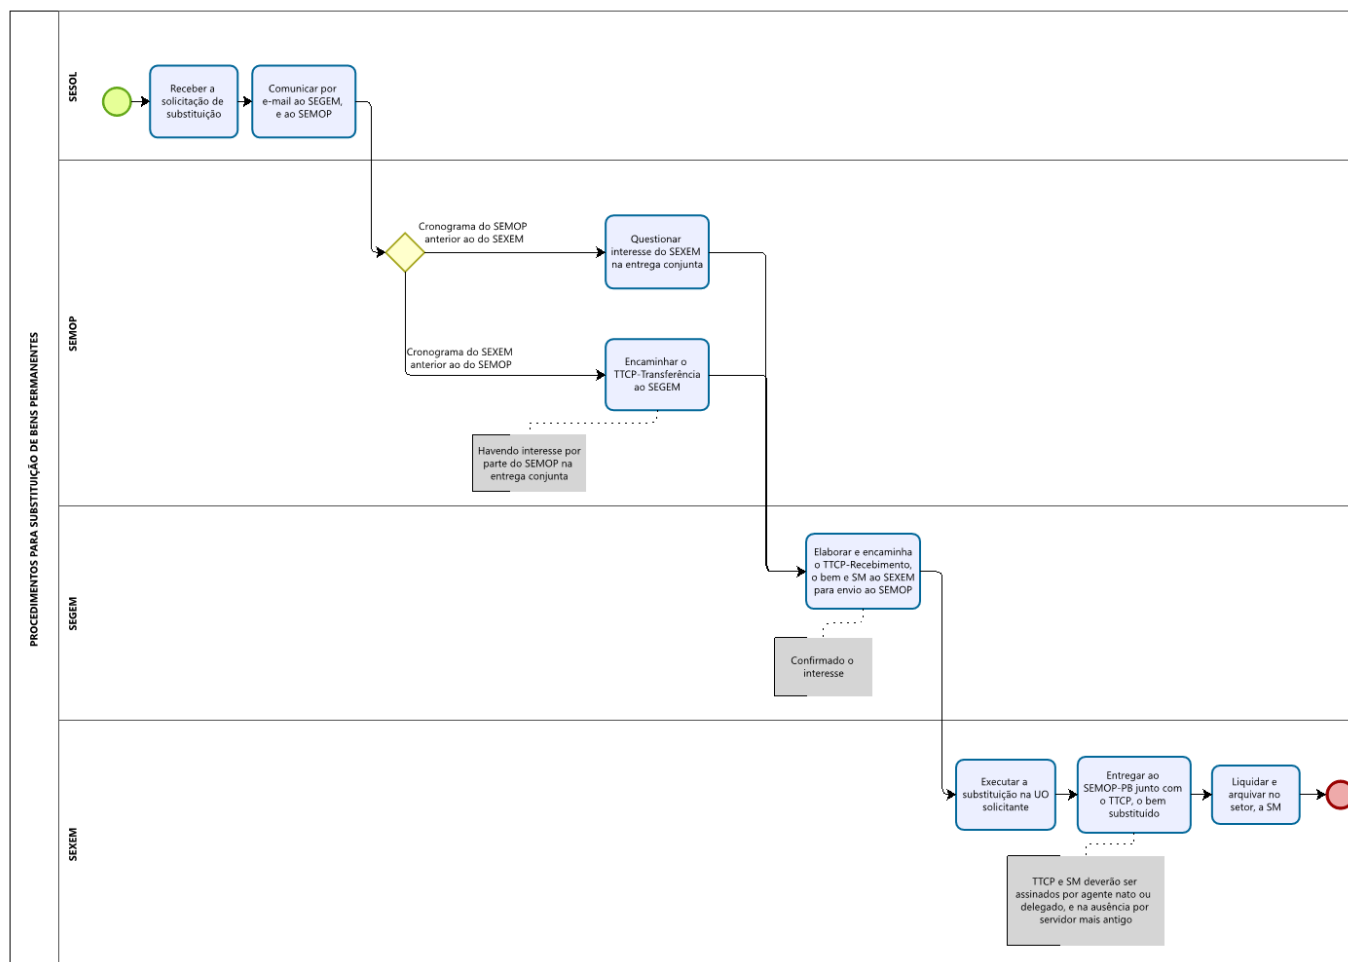 PROCEDIMENTOS PARA SUBSTITUIÇÃO DE BENS PERMANENTES
SESOL
Receber a
solicitação de
substituição
Comunicar por
e-mail ao SEGEM,
e ao SEMOP
SEMOP
Cronograma do SEMOP
anterior ao do SEXEM
Questionar
interesse do SEXEM
na entrega conjunta
Cronograma do SEXEM
anterior ao do SEMOP
Encaminhar o
TTCP-Transferência
ao SEGEM
Havendo interesse por
parte do SEMOP na
entrega conjunta
SEGEM
Elaborar e encaminha
o TTCP-Recebimento,
o bem e SM ao SEXEM
para envio ao SEMOP
Confirmado o
interesse
SEXEM
Executar a
substituição na UO
solicitante
Entregar ao
SEMOP-PB junto com
o TTCP, o bem
substituído
Liquidar e
arquivar no
setor, a SM
TTCP e SM deverão ser
assinados por agente nato ou
delegado, e na ausência por
servidor mais antigo